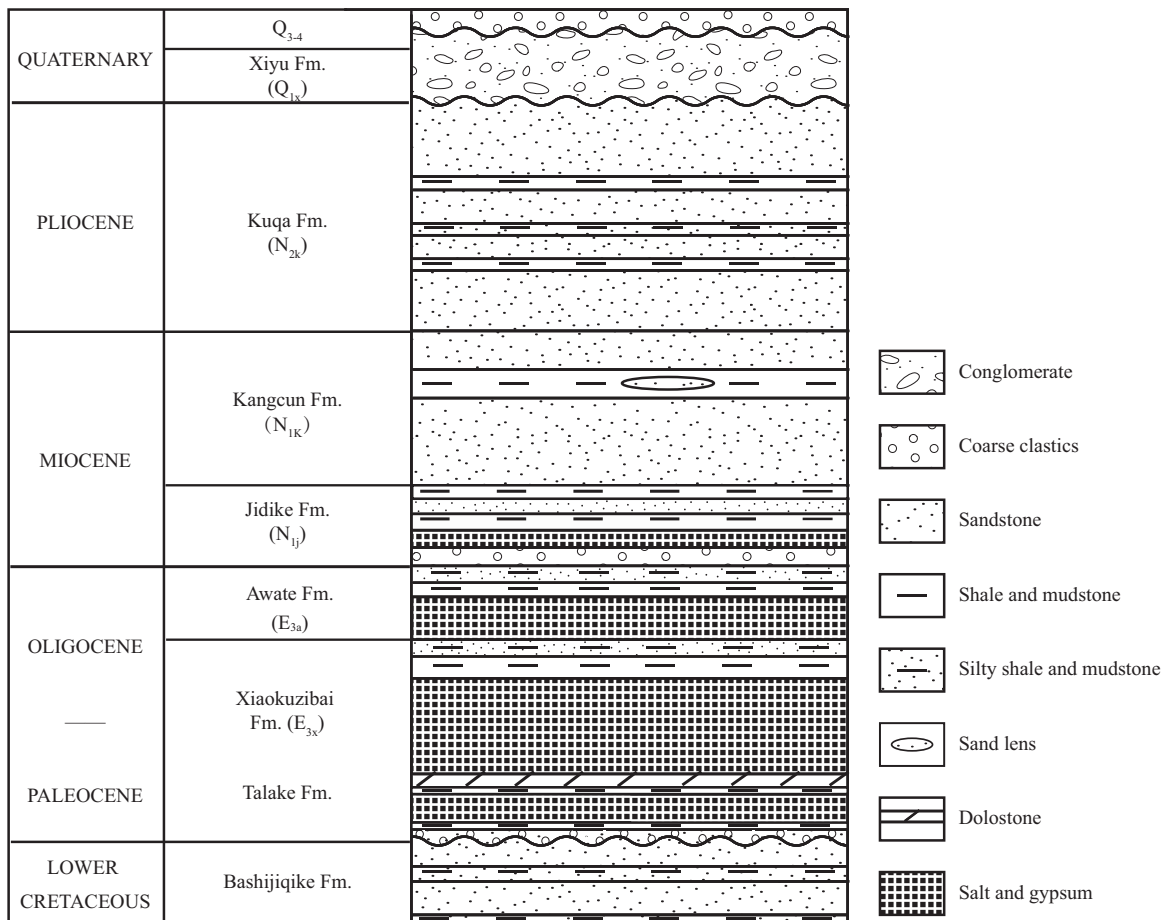 QUATERNARY
Q3-4
Xiyu Fm.
(Q1x)
PLIOCENE
Kuqa Fm.
(N2k)
MIOCENE
Kangcun Fm.
(N1K)
Jidike Fm.
(N1j)
OLIGOCENE
——
PALEOCENE
Awate Fm.
(E3a)
Xiaokuzibai
Fm. (E3x)
Talake Fm.
LOWER
CRETACEOUS
Bashijiqike Fm.
Conglomerate
Coarse clastics
Sandstone
Shale and mudstone
Silty shale and mudstone
Sand lens
Dolostone
Salt and gypsum